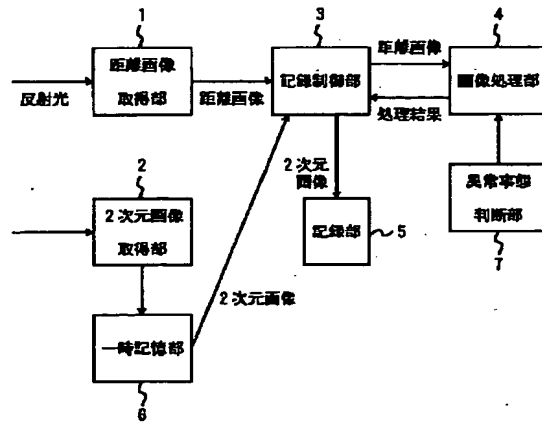 1
3
4
距離画像
取得部
記録制御部
距離画像
画像処理部
反射光
距離画像
処理結果
2
2次元
画像
2次元画像
取得部
記録部
5
異常事態
判断部
7
2次元画像
一時記憶部
6